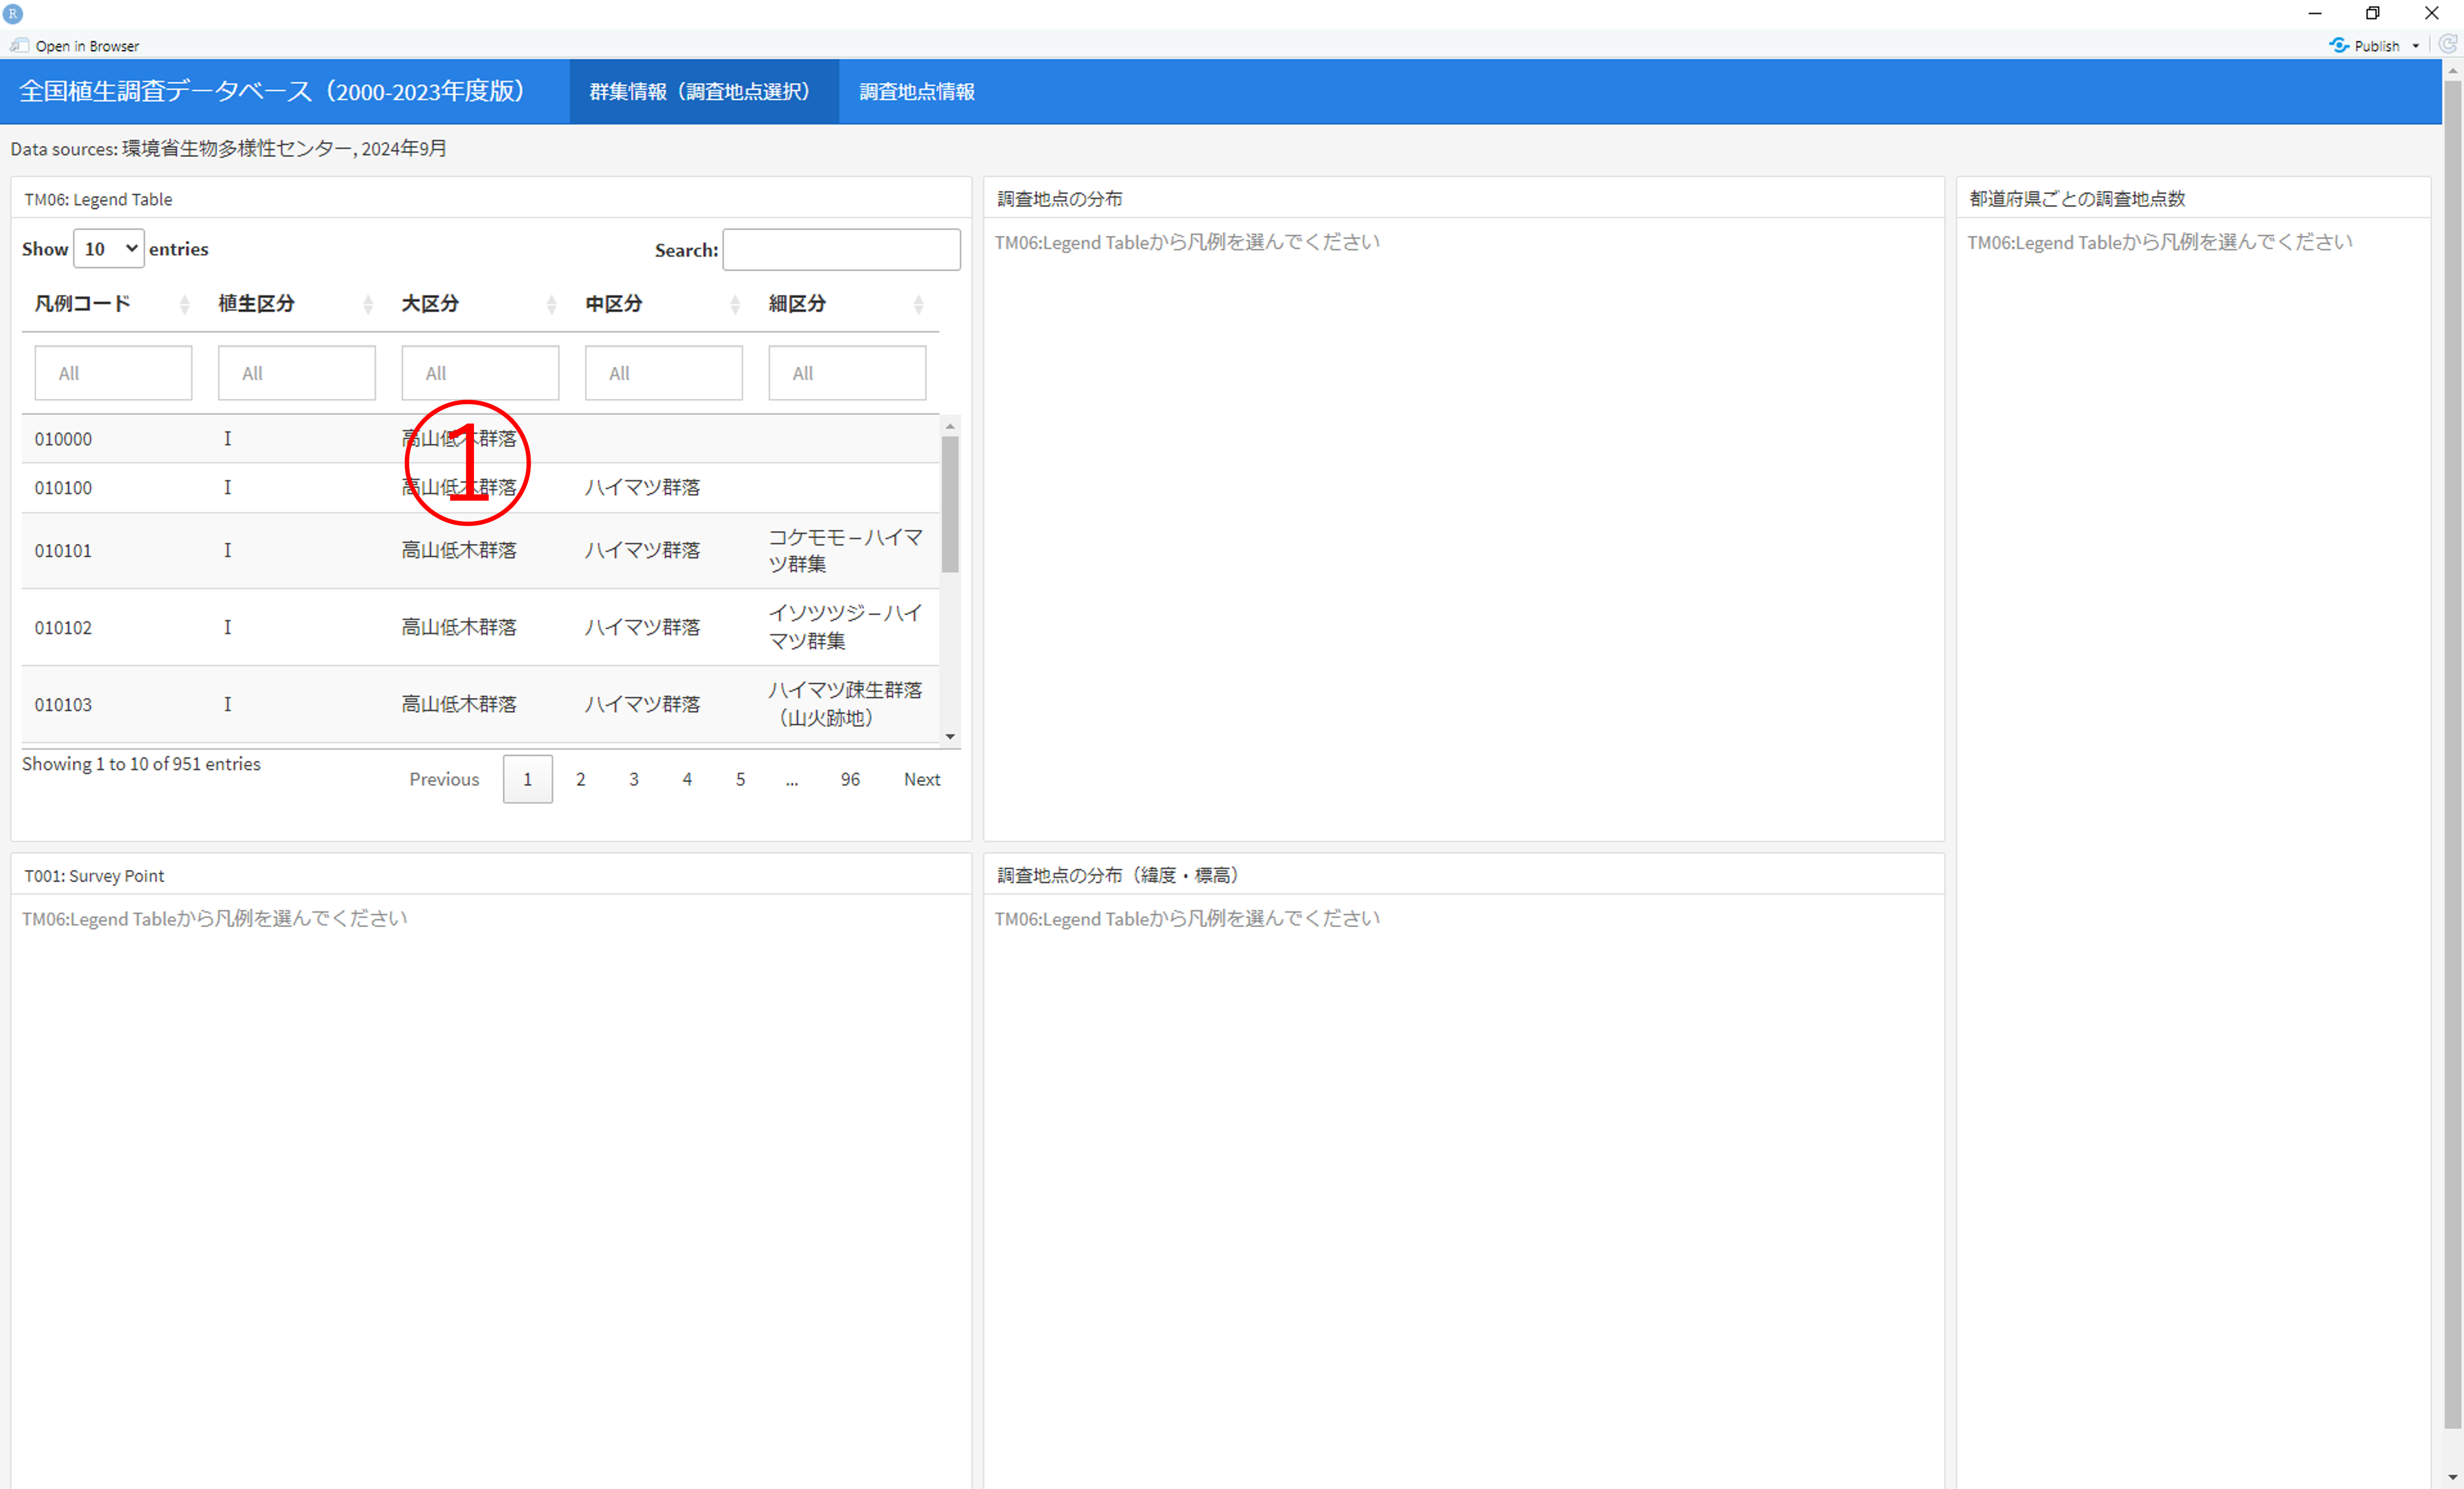 R
Open in Browser
Publish
全国植生調査データベース（2000-2023年度版）
群集情報（調査地点選択）
調査地点情報
Data sources: 環境省生物多様性センター, 2024年9月
TM06: Legend Table
Show 10 entries
Search:
凡例コード 植生区分 大区分 中区分 細区分
All All All All All
010000 I 高山低木群落
①
010100 I 高山低木群落 ハイマツ群落
010101 I 高山低木群落 ハイマツ群落 コケモモ－ハイマ
ツ群集
010102 I 高山低木群落 ハイマツ群落 イソツツジ－ハイ
マツ群集
010103 I 高山低木群落 ハイマツ群落 ハイマツ疎生群落
（山火跡地）
Showing 1 to 10 of 951 entries
Previous 1 2 3 4 5 ... 96 Next
調査地点の分布
TM06:Legend Tableから凡例を選んでください
都道府県ごとの調査地点数
TM06:Legend Tableから凡例を選んでください
T001: Survey Point
TM06:Legend Tableから凡例を選んでください
調査地点の分布（緯度・標高）
TM06:Legend Tableから凡例を選んでください